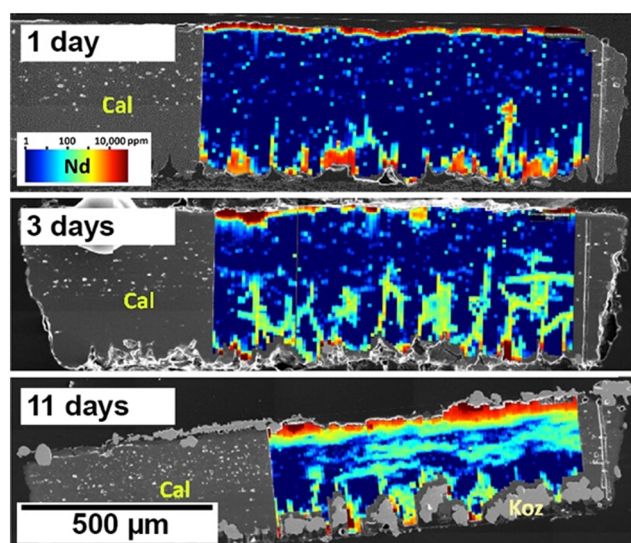 1 day
Cal
1 100 10,000 ppm
Nd
3 days
Cal
11 days
Cal
500 µm
Koz